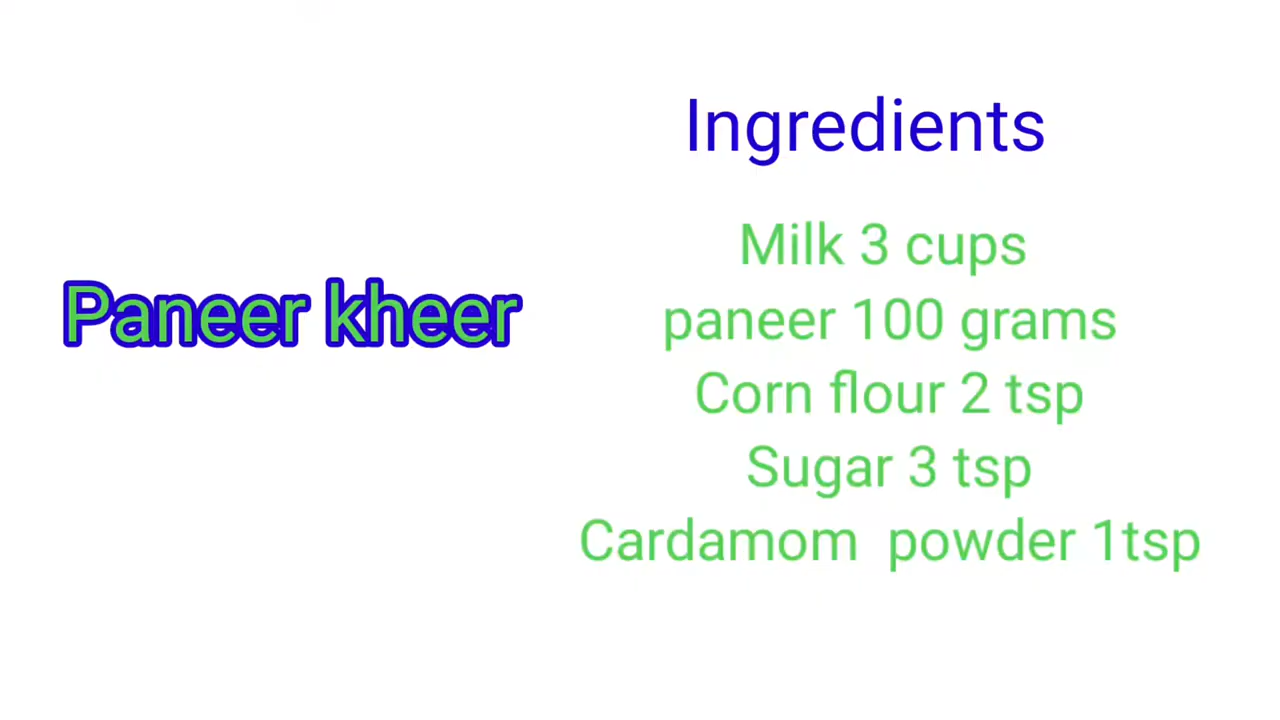 Paneer kheer
Ingredients
Milk 3 cups
paneer 100 grams
Corn flour 2 tsp
Sugar 3 tsp
Cardamom powder 1tsp